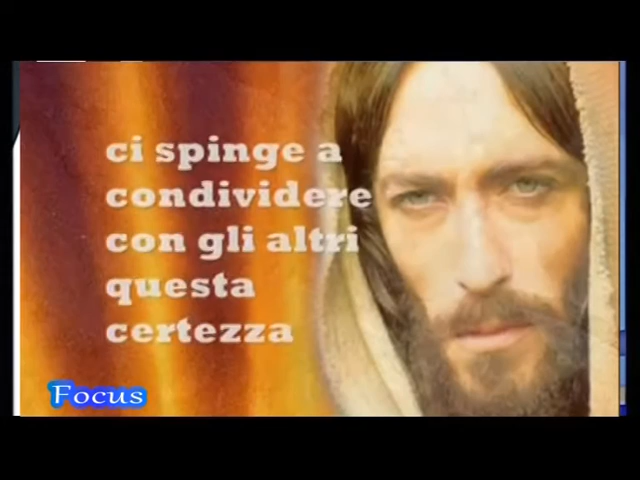 ci spinge a
condividere
con gli altri
questa
certezza
Focus